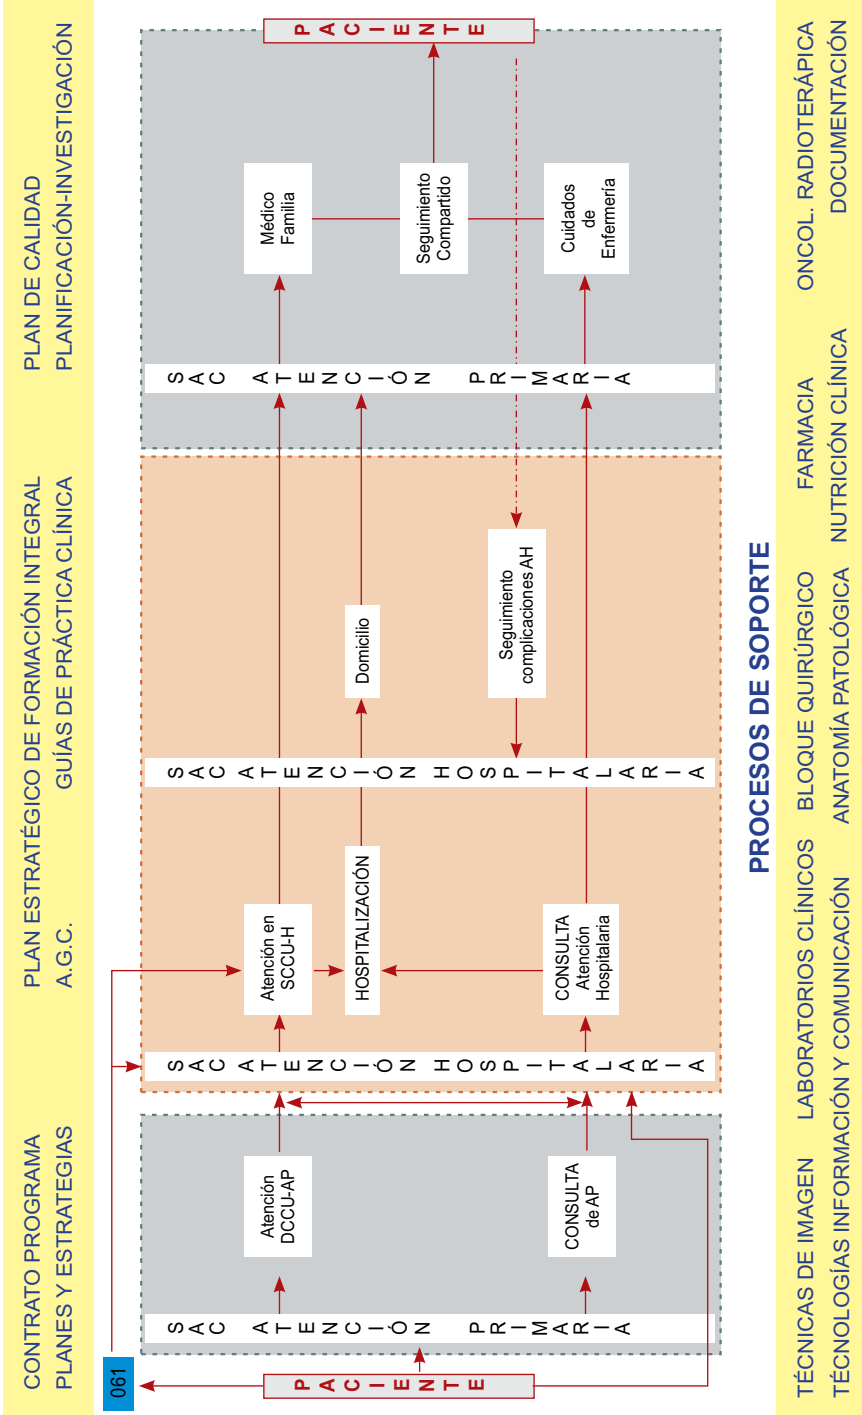 CONTRATO PROGRAMA
PLANES Y ESTRATEGIAS
PLAN ESTRATÉGICO DE FORMACIÓN INTEGRAL
A.G.C.
GUÍAS DE PRÁCTICA CLÍNICA
PLAN DE CALIDAD
PLANIFICACIÓN-INVESTIGACIÓN
061
PACIENTE
SAC ATENCIÓN PRIMARIA
Atención
DCCU-AP
CONSULTA
de AP
SAC ATENCIÓN HOSPITALARIA
Atención en
SCCU-H
HOSPITALIZACIÓN
CONSULTA
Atención
Hospitalaria
SAC ATENCIÓN HOSPITALARIA
Domicilio
Seguimiento
complicaciones AH
SAC ATENCIÓN PRIMARIA
Médico
Familia
Seguimiento
Compartido
Cuidados
de
Enfermería
PACIENTE
PROCESOS DE SOPORTE
TÉCNICAS DE IMAGEN LABORATORIOS CLÍNICOS BLOQUE QUIRÚRGICO FARMACIA ONCOL. RADIOTERÁPICA
TECNOLOGÍAS INFORMACIÓN Y COMUNICACIÓN ANATOMÍA PATOLÓGICA NUTRICIÓN CLÍNICA DOCUMENTACIÓN